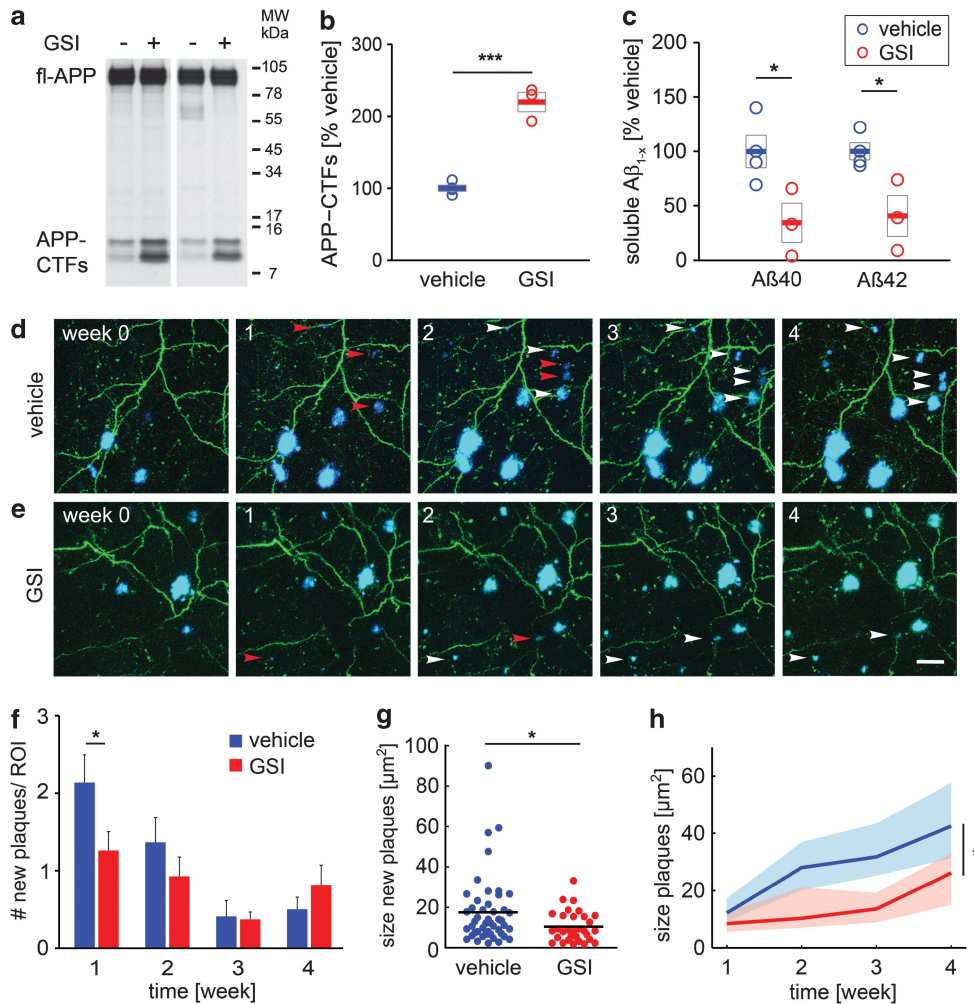 a
GSI - + - +
MW
kDa
fl-APP
105
78
55
45
34
17
16
7
APP-
CTFs
b
APP–CTFs [% vehicle]
300
200
100
0
***
vehicle GSI
c
soluble Aβ1-x [% vehicle]
200
150
100
50
0
vehicle
GSI
* *
Aß40 Aß42
d
vehicle
week 0 1 2 3 4
e
GSI
week 0 1 2 3 4
f
# new plaques/ ROI
3
2
1
0
*
vehicle
GSI
1 2 3 4
time [week]
g
size new plaques [µm²]
100
80
60
40
20
0
*
vehicle GSI
h
size plaques [µm²]
60
40
20
0
1 2 3 4
time [week]